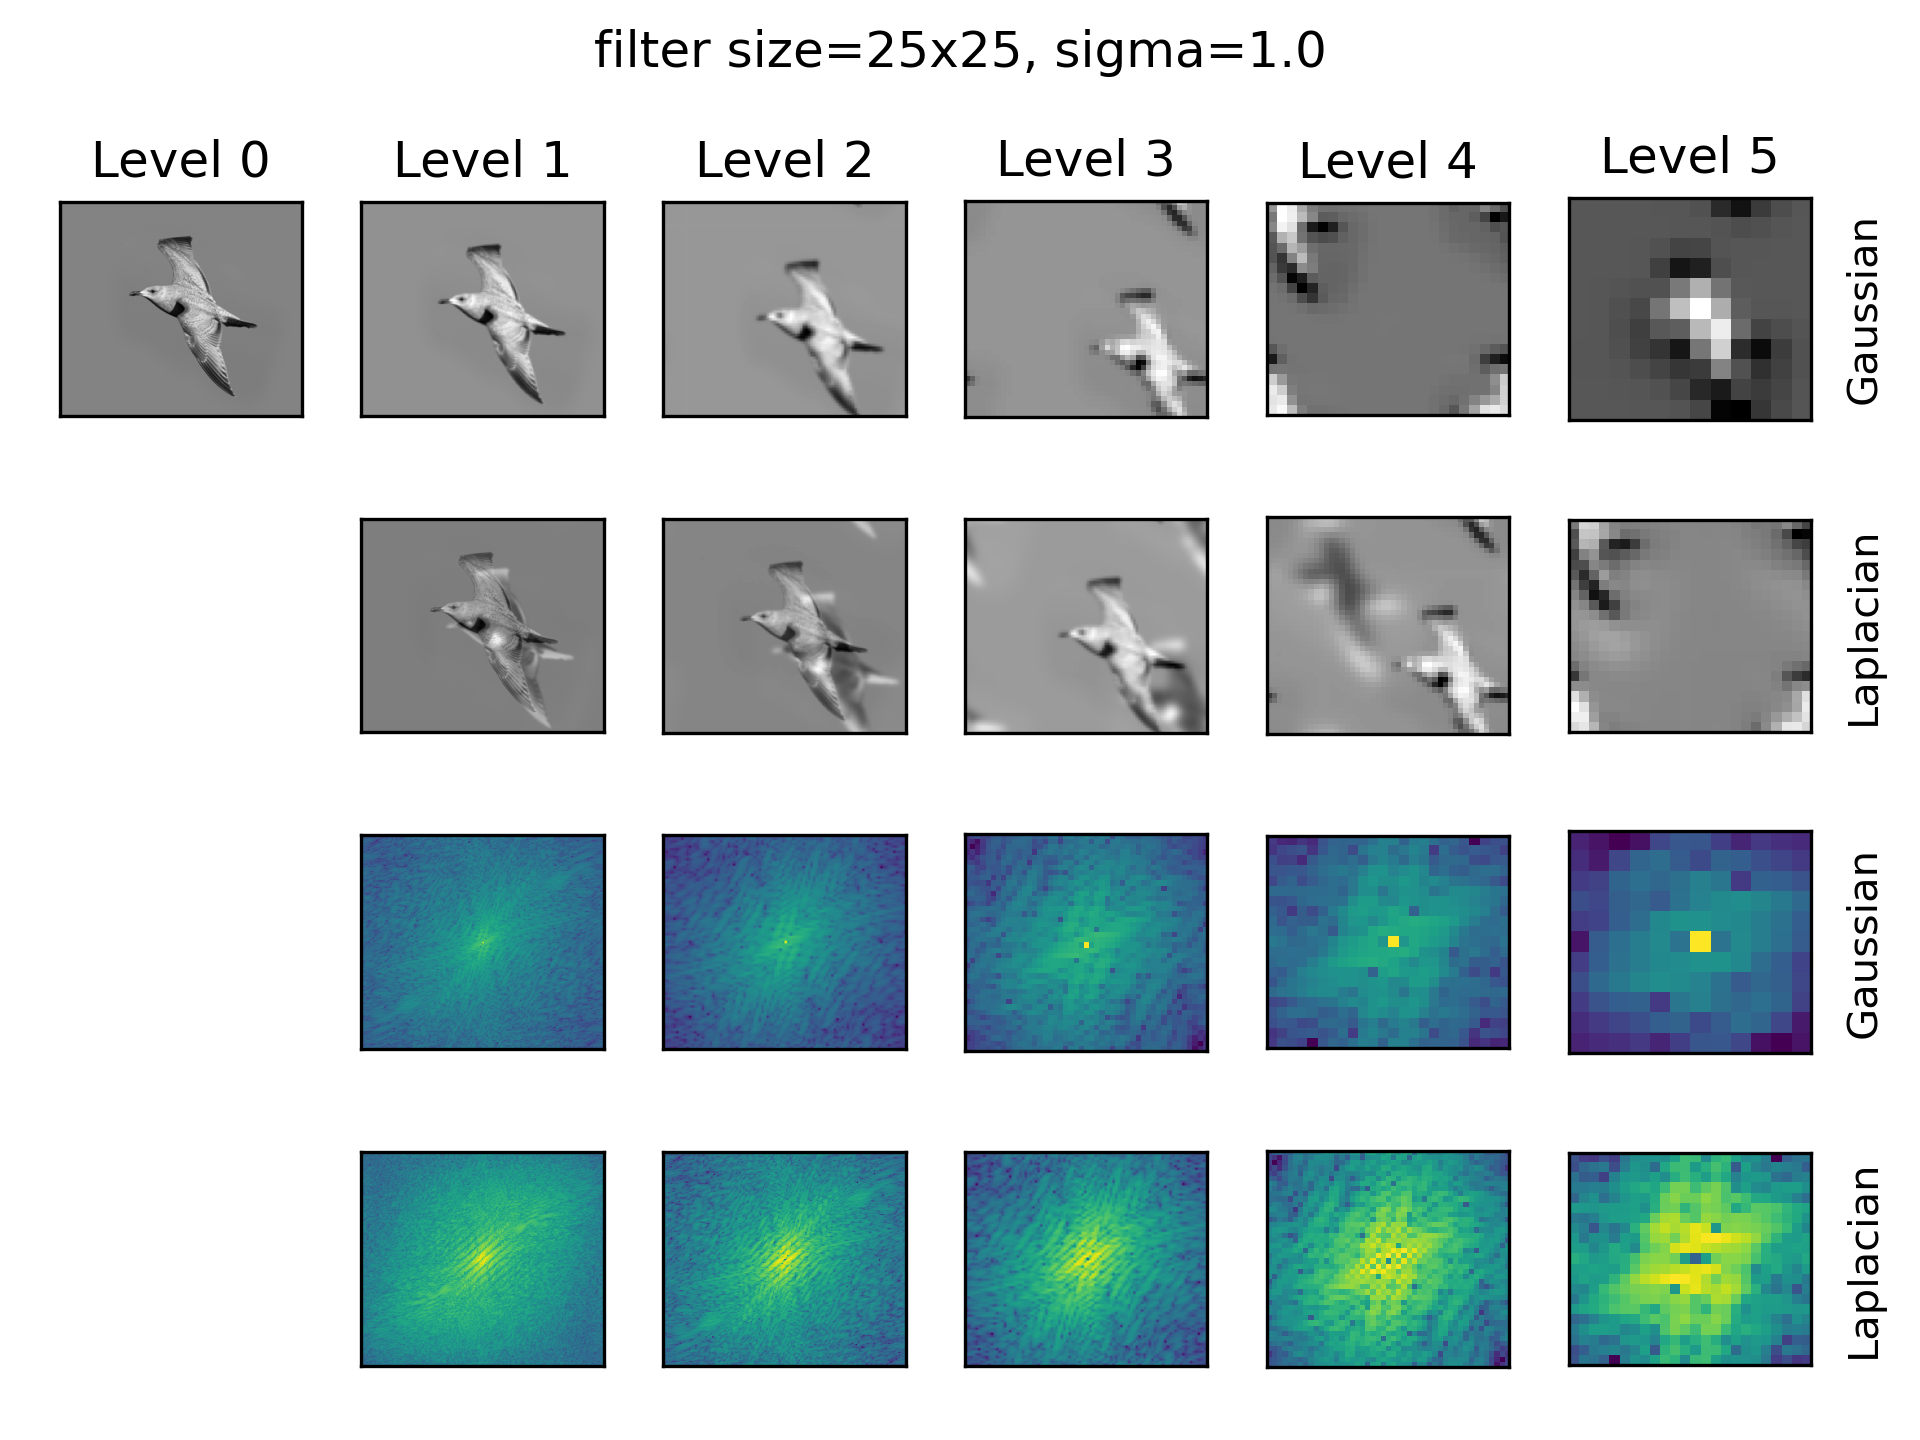 filter size=25x25, sigma=1.0
Level 0
Level 1
Level 2
Level 3
Level 4
Level 5
Gaussian
Laplacian
Gaussian
Laplacian